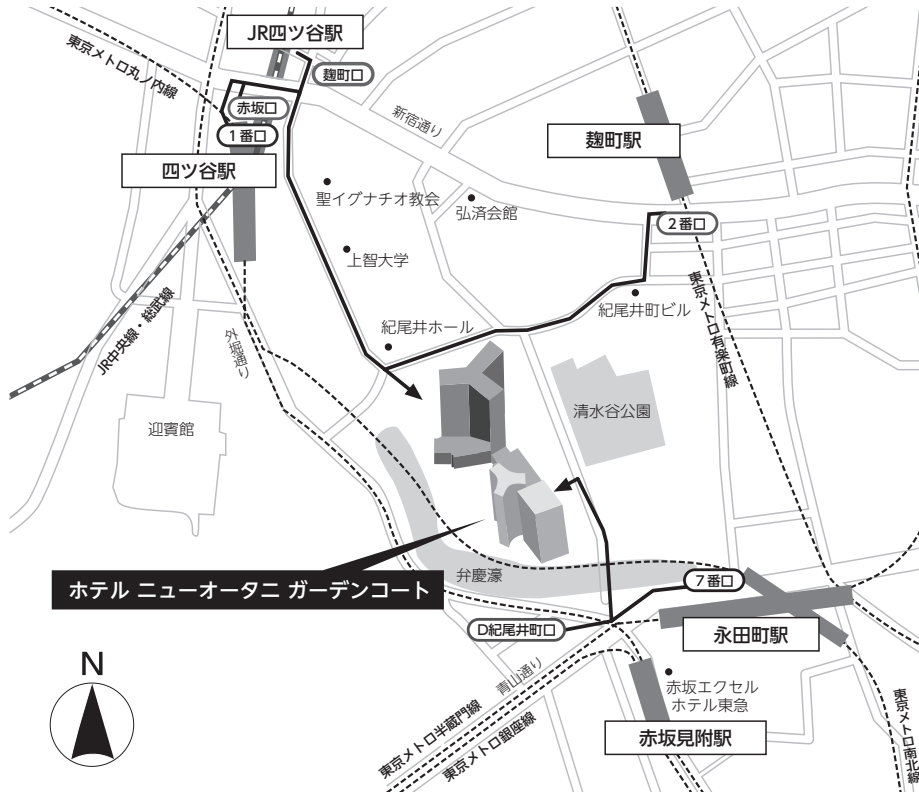 JR四ツ谷駅
東京メトロ丸ノ内線
麹町口
赤坂口
1番口
新宿通り
麹町駅
四ツ谷駅
聖イグナチオ教会
弘済会館
2番口
上智大学
東京メトロ有楽町線
紀尾井町ビル
JR中央線・総武線
外堀通り
紀尾井ホール
清水谷公園
迎賓館
弁慶濠
7番口
ホテル ニューオータニ ガーデンコート
D紀尾井町口
永田町駅
N
青山通り
赤坂エクセル
ホテル東急
東京メトロ半蔵門線
東京メトロ銀座線
赤坂見附駅
東京メトロ南北線